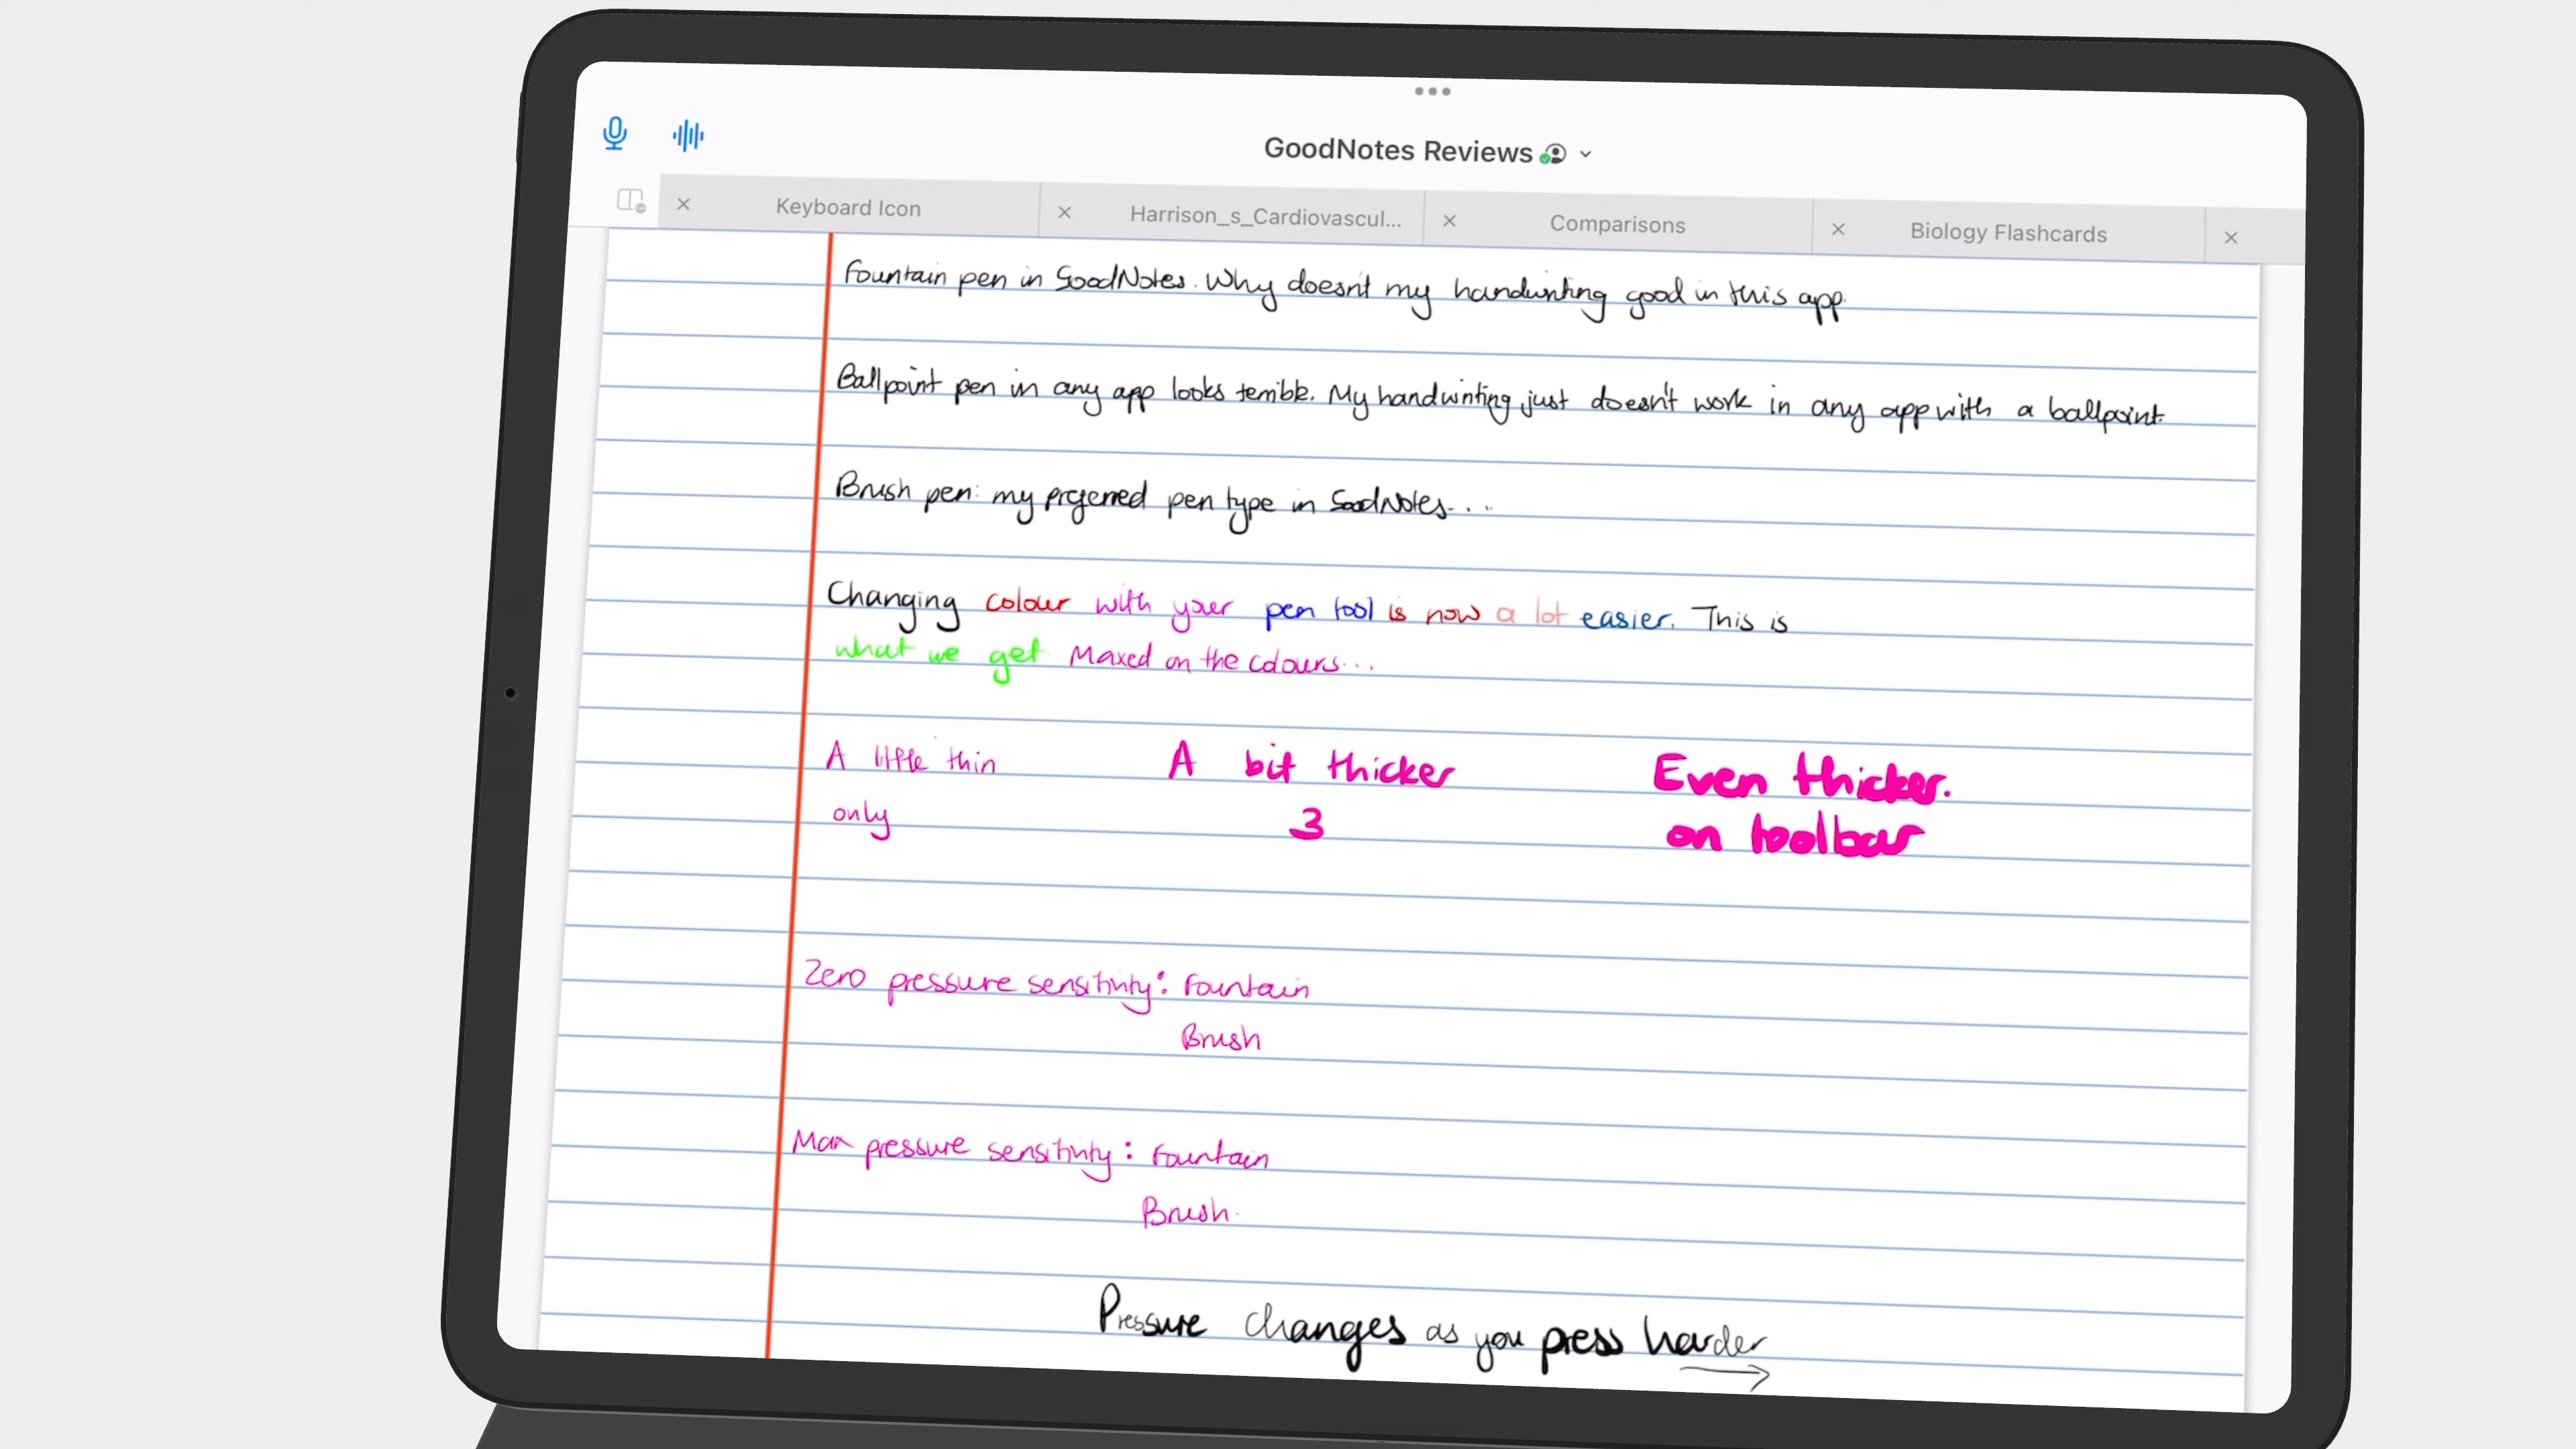 GoodNotes Reviews
Keyboard Icon
Harrison_s_Cardiovascul...
Comparisons
Biology Flashcards
Fountain pen in GoodNotes. Why doesn't my handwriting good in this app.
Ballpoint pen in any app looks terrible. My handwriting just doesn't work in any app with a ballpoint.
Brush pen: my preferred pen type in GoodNotes...
Changing colour with your pen tool is now a lot easier. This is
what we get. Maxed on the colours...
A little thin
only
A bit thicker
3
Even thicker.
on toolbar
Zero pressure sensitivity: Fountain
Brush
Max pressure sensitivity: Fountain
Brush.
Pressure changes as you press harder